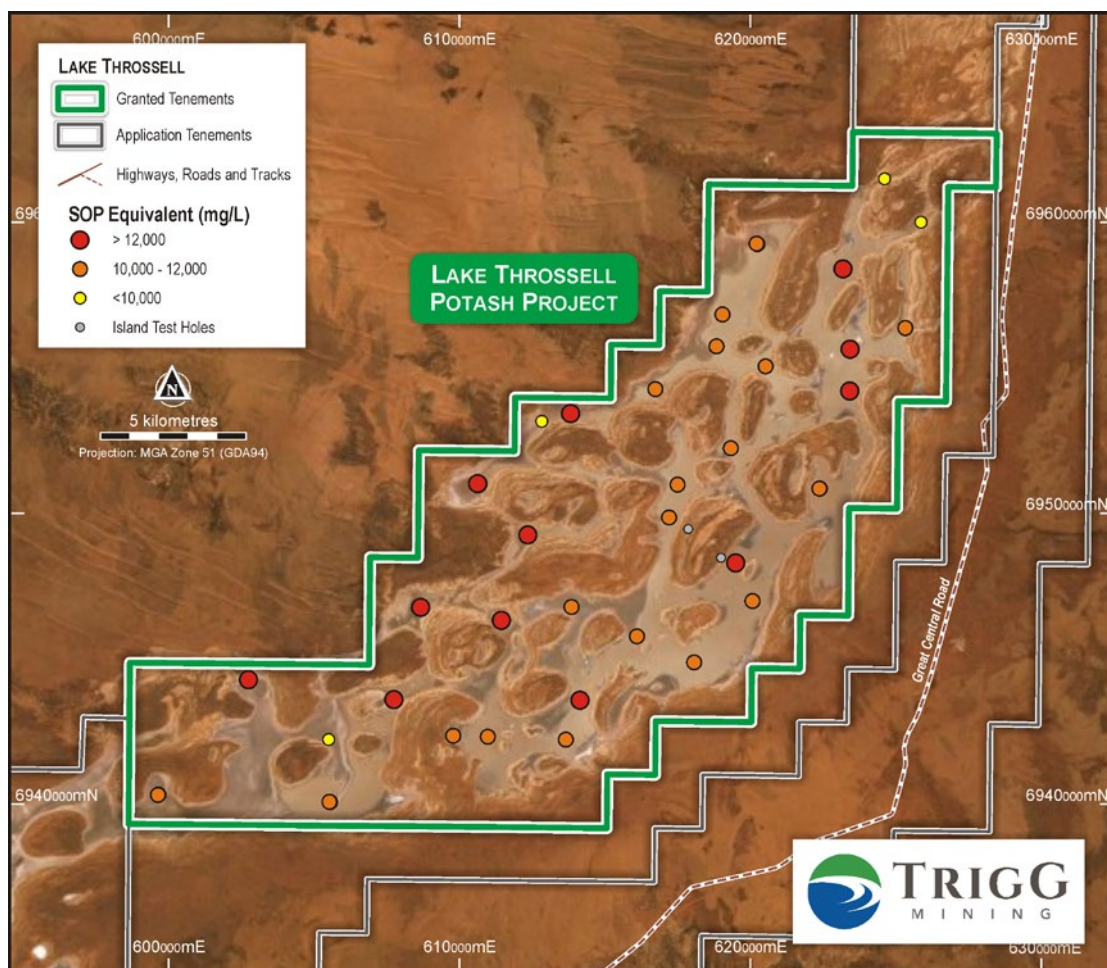 600000mE
610000mE
620000mE
630000mE
LAKE THROSSELL
Granted Tenements
Application Tenements
Highways, Roads and Tracks
SOP Equivalent (mg/L)
> 12,000
10,000 - 12,000
<10,000
Island Test Holes
N
5 kilometres
Projection: MGA Zone 51 (GDA94)
6960000mN
LAKE THROSSELL
POTASH PROJECT
6950000mN
Great Central Road
6940000mN
6940000mN
TRIGG
MINING
600000mE
610000mE
620000mE
630000mE